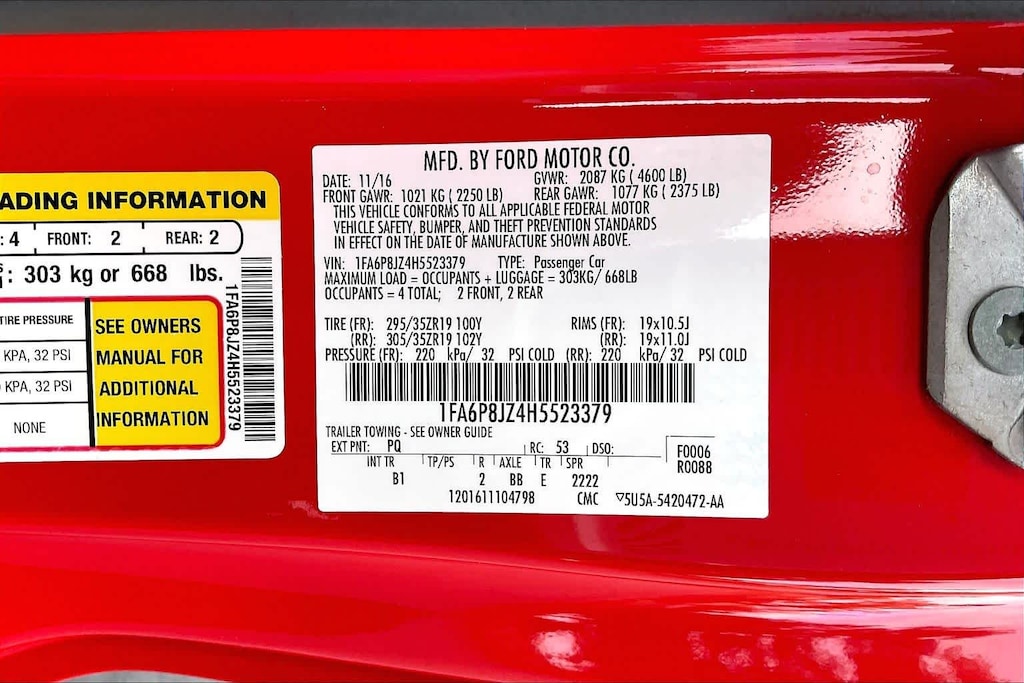 ADING INFORMATION
: 4 FRONT: 2 REAR: 2
: 303 kg or 668 lbs.
TIRE PRESSURE
KPA, 32 PSI
KPA, 32 PSI
NONE
SEE OWNERS
MANUAL FOR
ADDITIONAL
INFORMATION
1FA6P8JZ4H5523379
MFD. BY FORD MOTOR CO.
DATE: 11/16 GVWR: 2087 KG ( 4600 LB)
FRONT GAWR: 1021 KG ( 2250 LB) REAR GAWR: 1077 KG ( 2375 LB)
THIS VEHICLE CONFORMS TO ALL APPLICABLE FEDERAL MOTOR
VEHICLE SAFETY, BUMPER, AND THEFT PREVENTION STANDARDS
IN EFFECT ON THE DATE OF MANUFACTURE SHOWN ABOVE.
VIN: 1FA6P8JZ4H5523379 TYPE: Passenger Car
MAXIMUM LOAD = OCCUPANTS + LUGGAGE = 303KG/ 668LB
OCCUPANTS = 4 TOTAL; 2 FRONT, 2 REAR
TIRE (FR): 295/35ZR19 100Y RIMS (FR): 19x10.5J
(RR): 305/35ZR19 102Y (RR): 19x11.0J
PRESSURE (FR): 220 kPa/ 32 PSI COLD (RR): 220 kPa/ 32 PSI COLD
1FA6P8JZ4H5523379
TRAILER TOWING - SEE OWNER GUIDE
EXT PNT: PQ RC: 53 DSO:
F0006
R0088
INT TR TP/PS R AXLE TR SPR
B1 2 BB E 2222
1201611104798 CMC ▽5U5A-5420472-AA